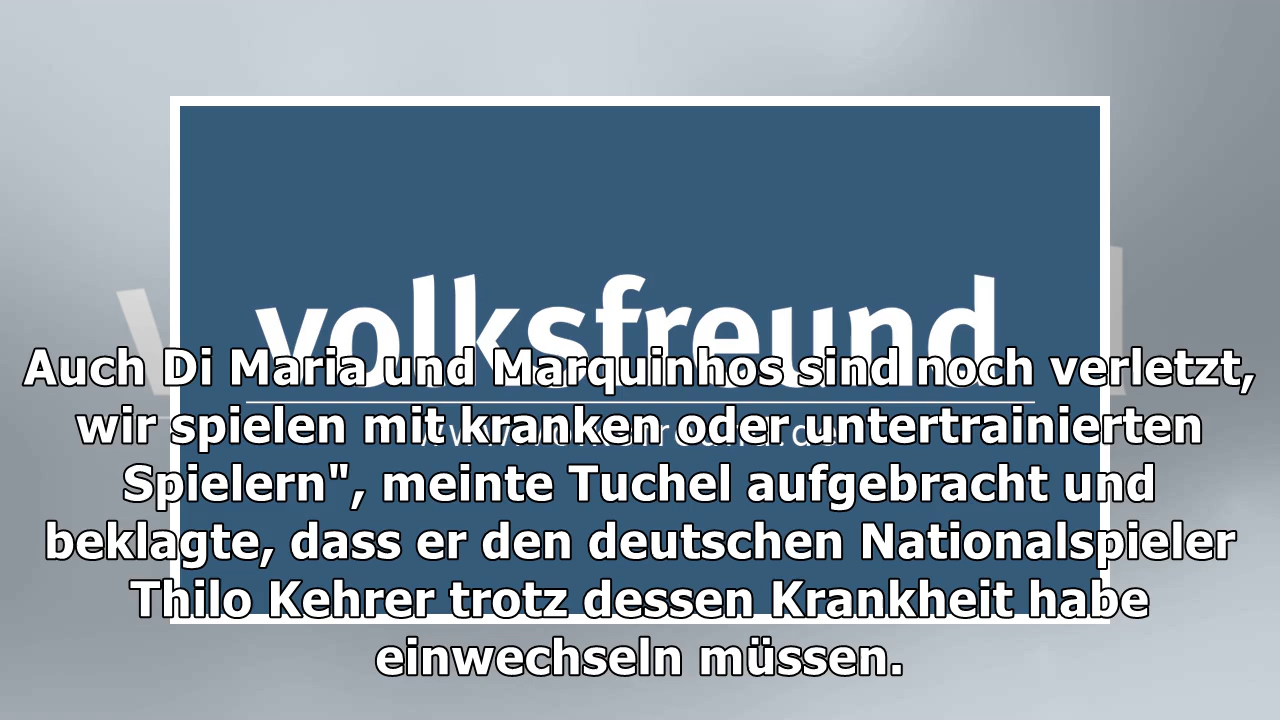 volksfreund
Auch Di Maria und Marquinhos sind noch verletzt,
wir spielen mit kranken oder untertrainierten
Spielern", meinte Tuchel aufgebracht und
beklagte, dass er den deutschen Nationalspieler
Thilo Kehrer trotz dessen Krankheit habe
einwechseln müssen.